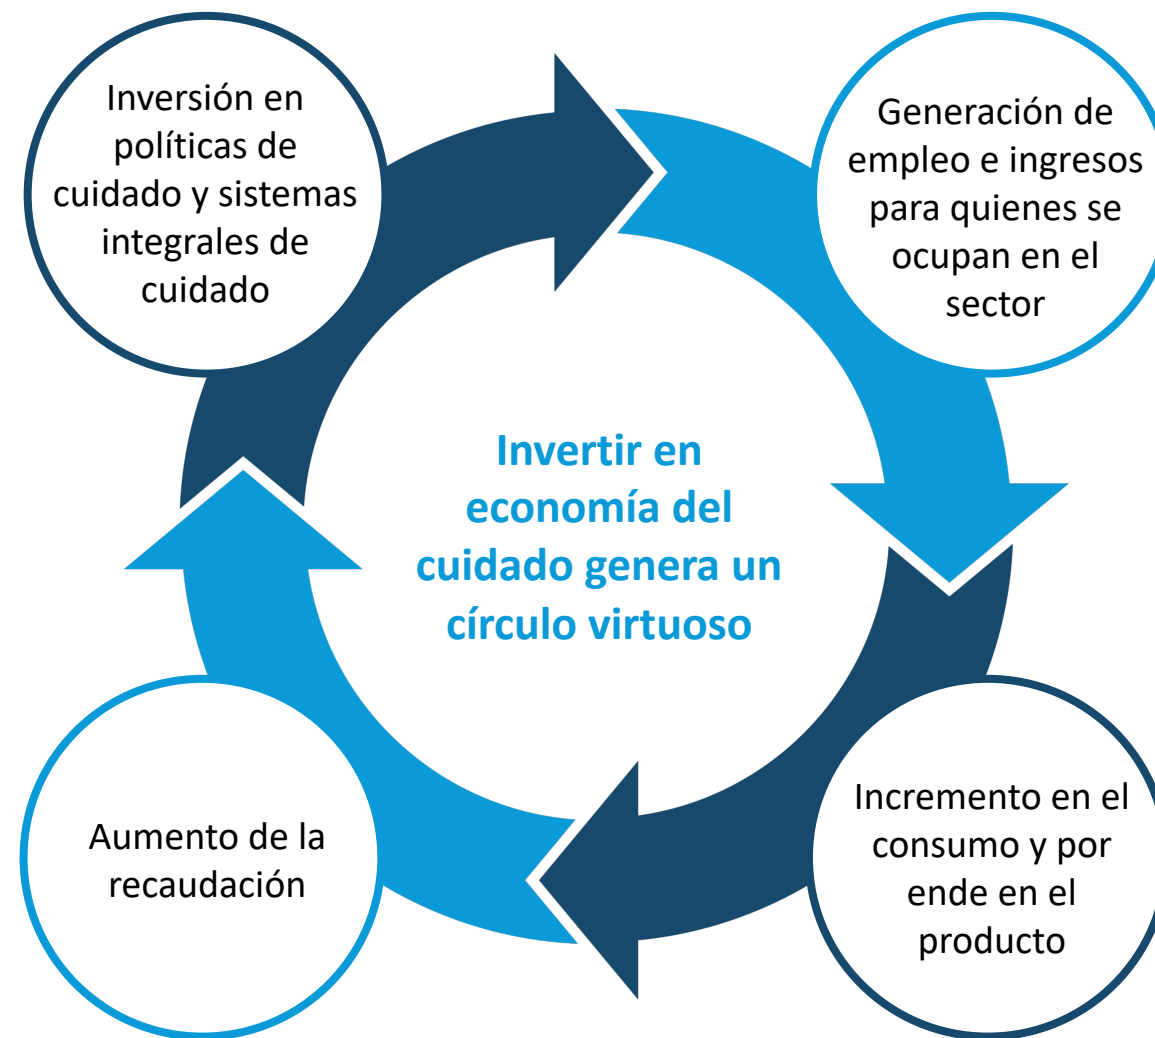 Inversión en
políticas de
cuidado y sistemas
integrales de
cuidado
Generación de
empleo e ingresos
para quienes se
ocupan en el
sector
Invertir en
economía del
cuidado genera un
círculo virtuoso
Aumento de la
recaudación
Incremento en el
consumo y por
ende en el
producto